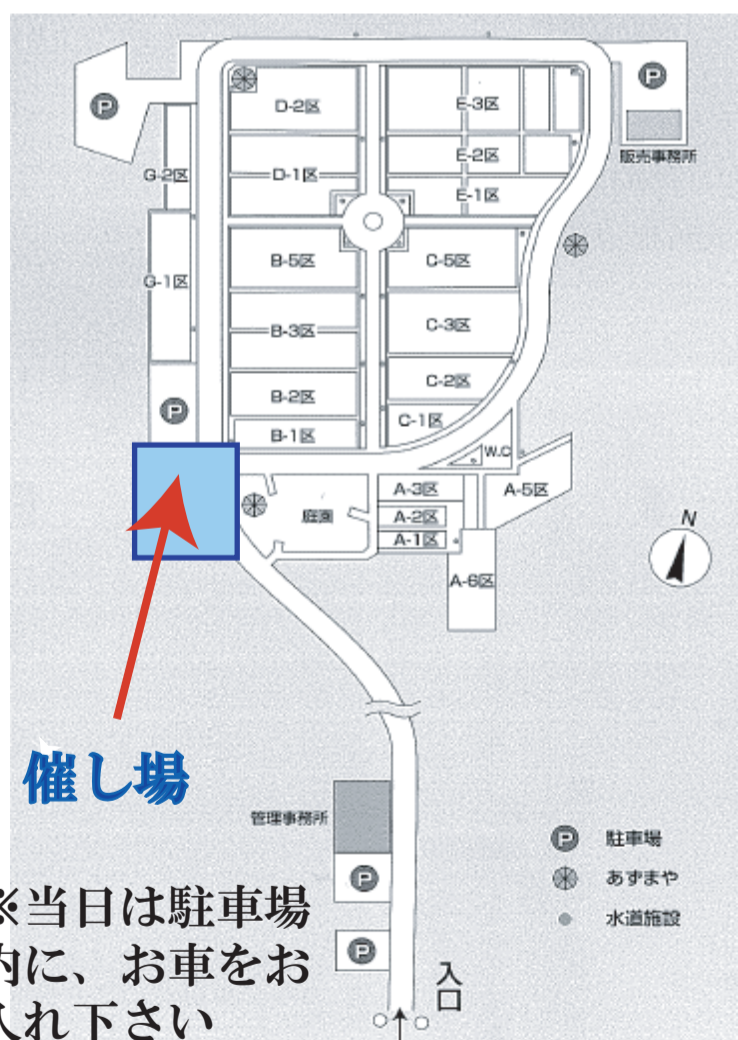 P
P
販売事務所
D-2区
E-3区
E-2区
G-2区
D-1区
E-1区
B-5区
C-5区
G-1区
B-3区
C-3区
C-2区
B-2区
P
C-1区
B-1区
W.C
A-3区
A-5区
庭園
A-2区
A-1区
N
A-6区
催し場
管理事務所
P 駐車場
あずまや
P
水道施設
※当日は駐車場
内に、お車をお
入れ下さい
P
入口